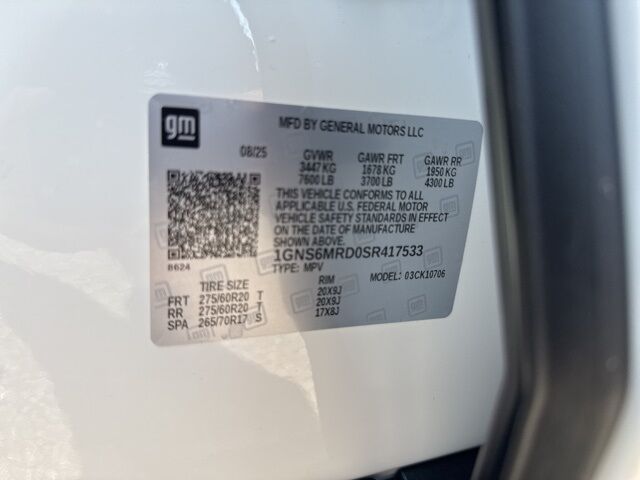 gm
MFD BY GENERAL MOTORS LLC
08/25 GVWR GAWR FRT GAWR RR
3447 KG 1678 KG 1950 KG
7600 LB 3700 LB 4300 LB
THIS VEHICLE CONFORMS TO ALL
APPLICABLE U.S. FEDERAL MOTOR
VEHICLE SAFETY STANDARDS IN EFFECT
ON THE DATE OF MANUFACTURE
SHOWN ABOVE.
1GNS6MRD0SR417533
8624 TYPE: MPV MODEL: 03CK10706
TIRE SIZE RIM
FRT 275/60R20 T 20X9J
RR 275/60R20 T 20X9J
SPA 265/70R17 S 17X8J